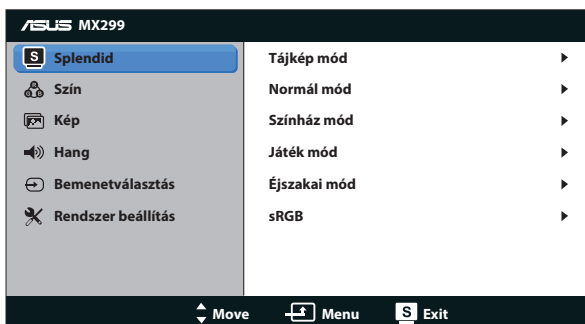 ASUS MX299
S Splendid
Szín
Kép
Hang
Bemenetválasztás
Rendszer beállítás
Tájkép mód
Normál mód
Színház mód
Játék mód
Éjszakai mód
sRGB
Move Menu S Exit